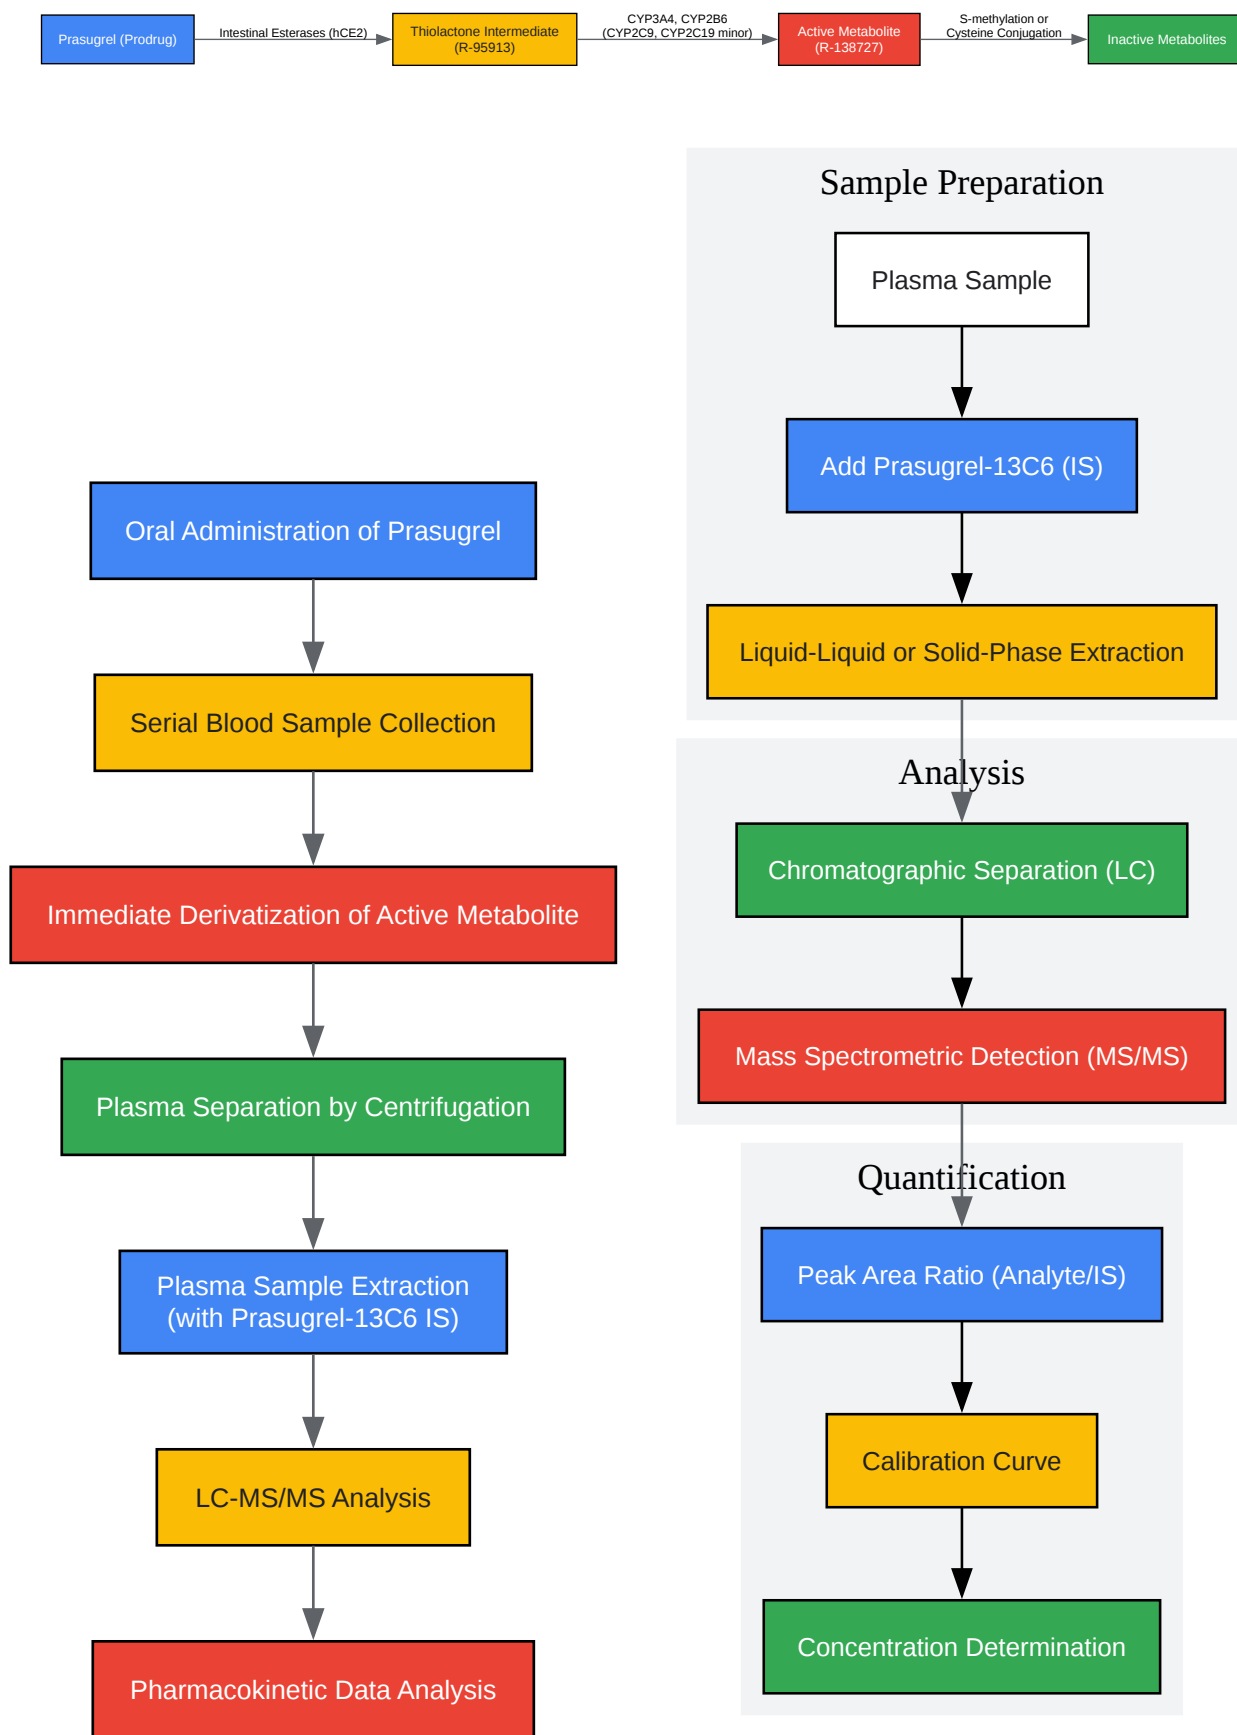 Prasugrel (Prodrug)
Intestinal Esterases (hCE2)
Thiolactone Intermediate
(R-95913)
CYP3A4, CYP2B6
(CYP2C9, CYP2C19 minor)
Active Metabolite
(R-138727)
S-methylation or
Cysteine Conjugation
Inactive Metabolites
Oral Administration of Prasugrel
Serial Blood Sample Collection
Immediate Derivatization of Active Metabolite
Plasma Separation by Centrifugation
Plasma Sample Extraction
(with Prasugrel-13C6 IS)
LC-MS/MS Analysis
Pharmacokinetic Data Analysis
Sample Preparation
Plasma Sample
Add Prasugrel-13C6 (IS)
Liquid-Liquid or Solid-Phase Extraction
Analysis
Chromatographic Separation (LC)
Mass Spectrometric Detection (MS/MS)
Quantification
Peak Area Ratio (Analyte/IS)
Calibration Curve
Concentration Determination